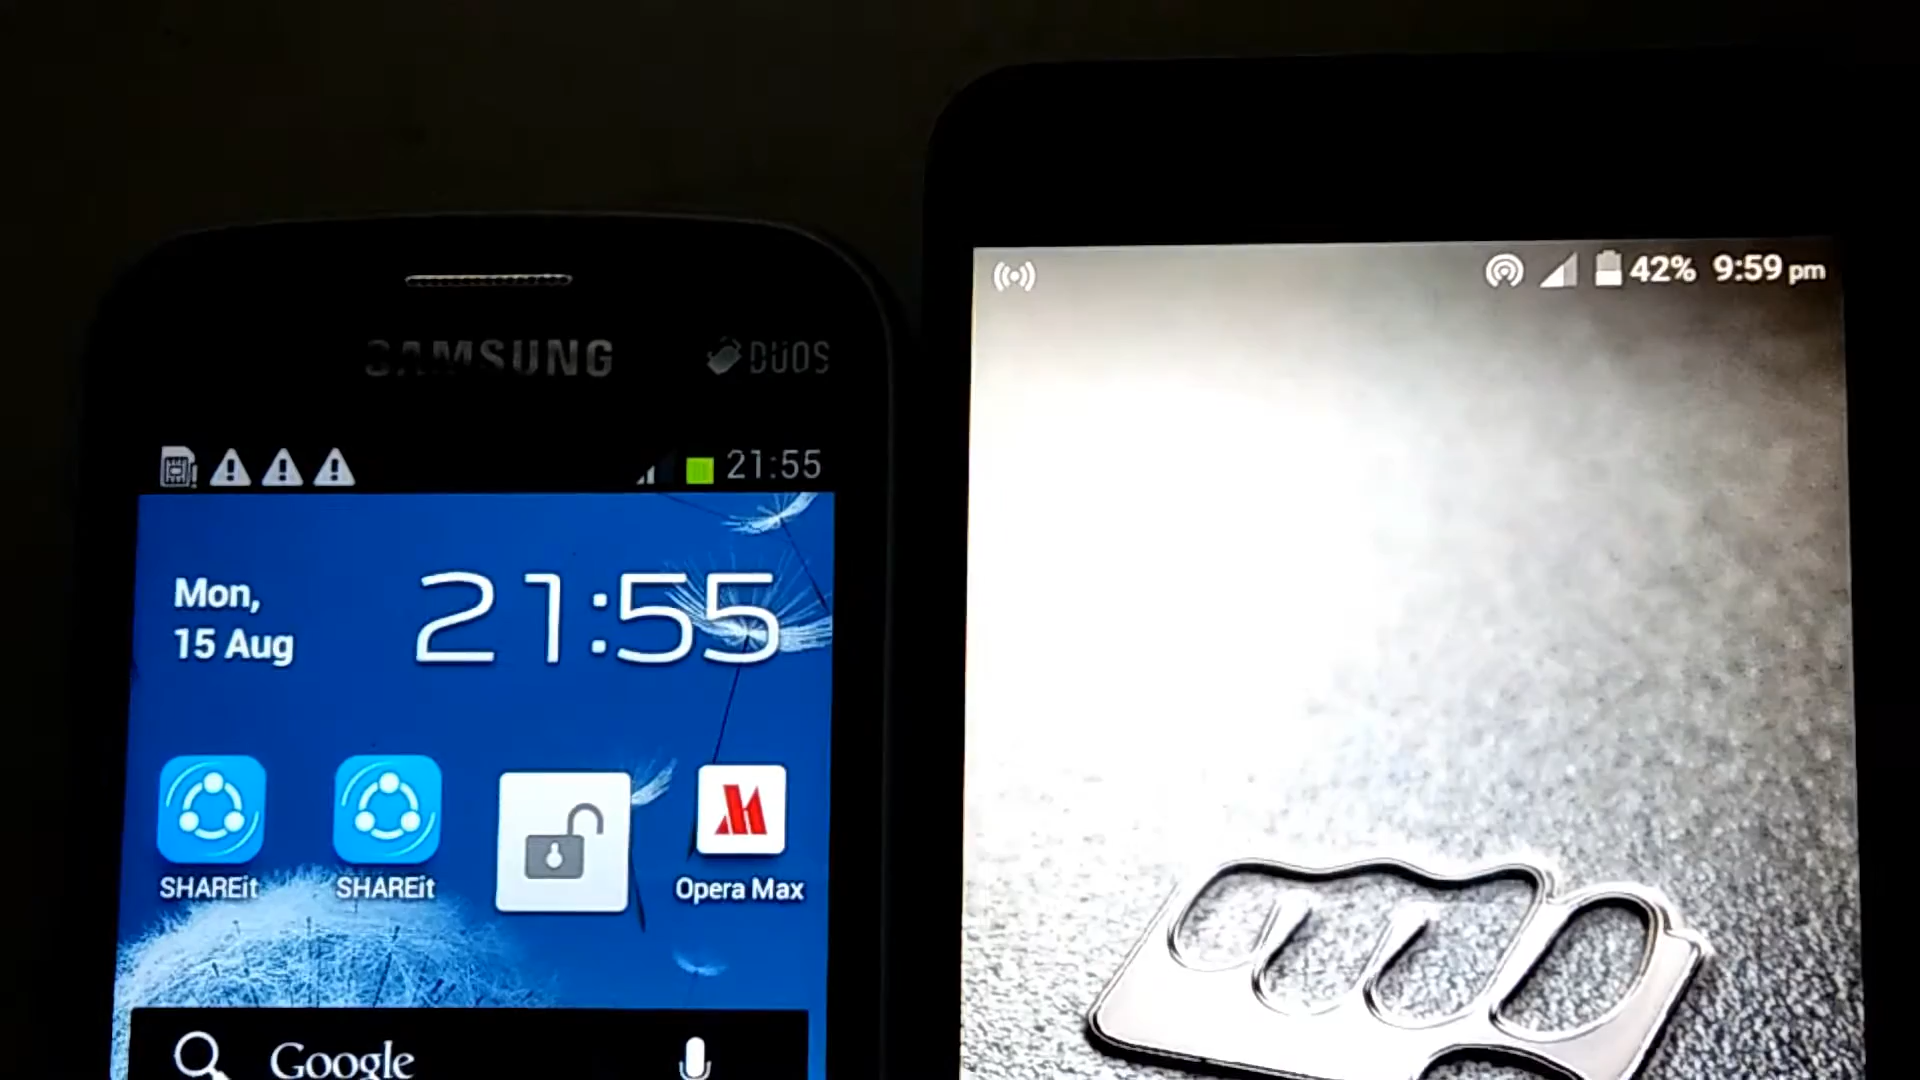 SAMSUNG
DUOS
21:55
Mon,
15 Aug
21:55
SHAREit
SHAREit
Opera Max
Google
42% 9:59 pm